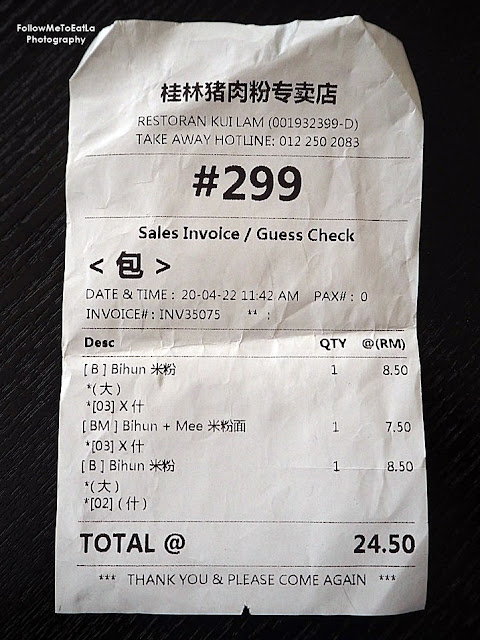 FollowMeToEatLa
Photography
桂林猪肉粉专卖店
RESTORAN KUI LAM (001932399-D)
TAKE AWAY HOTLINE: 012 250 2083
#299
Sales Invoice / Guess Check
< 包 >
DATE & TIME : 20-04-22 11:42 AM PAX# : 0
INVOICE# : INV35075 ** :
Desc QTY @(RM)
[ B ] Bihun 米粉 1 8.50
*( 大 )
*[03] X 什
[ BM ] Bihun + Mee 米粉面 1 7.50
*[03] X 什
[ B ] Bihun 米粉 1 8.50
*( 大 )
*[02] ( 什 )
TOTAL @ 24.50
*** THANK YOU & PLEASE COME AGAIN ***